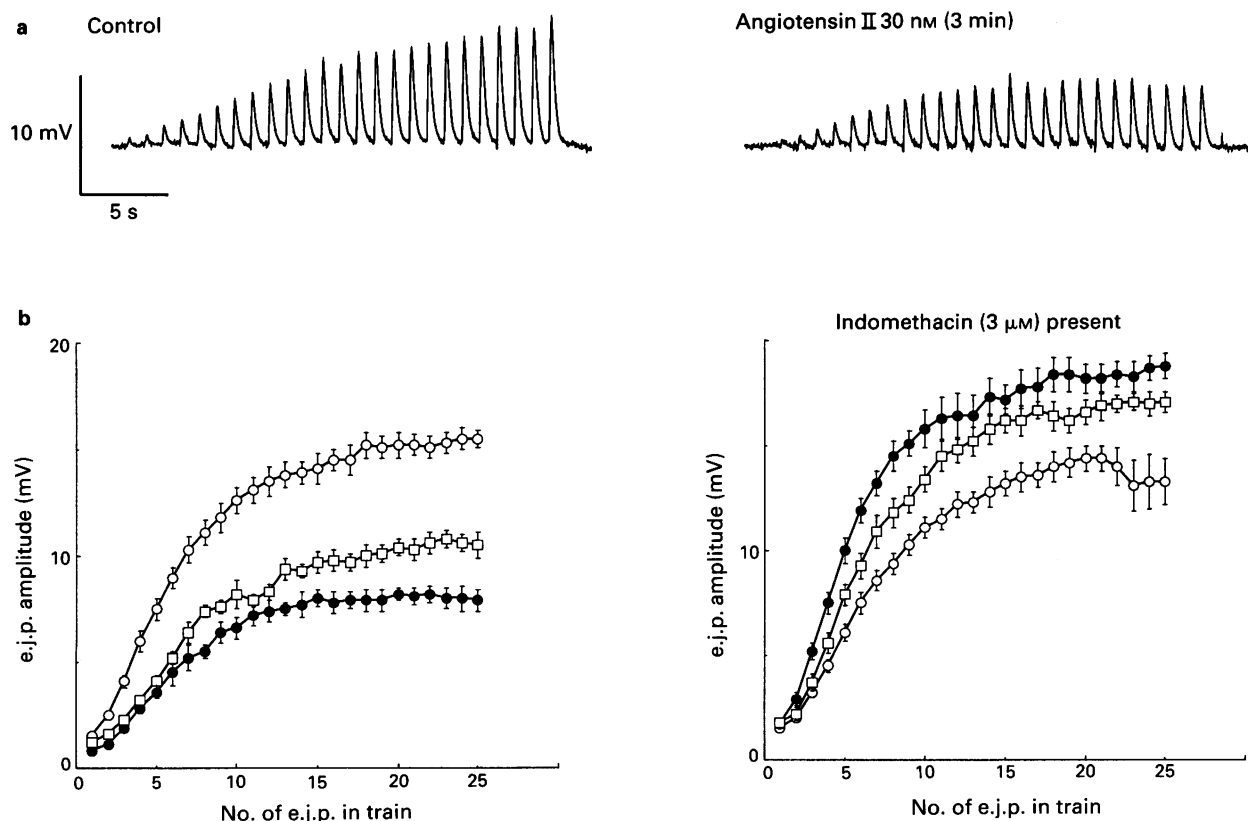 a
Control
Angiotensin II 30 nM (3 min)
10 mV
5 s
b
Indomethacin (3 μM) present
20
10
0
e.j.p. amplitude (mV)
0 5 10 15 20 25
No. of e.j.p. in train
10
0
e.j.p. amplitude (mV)
0 5 10 15 20 25
No. of e.j.p. in train